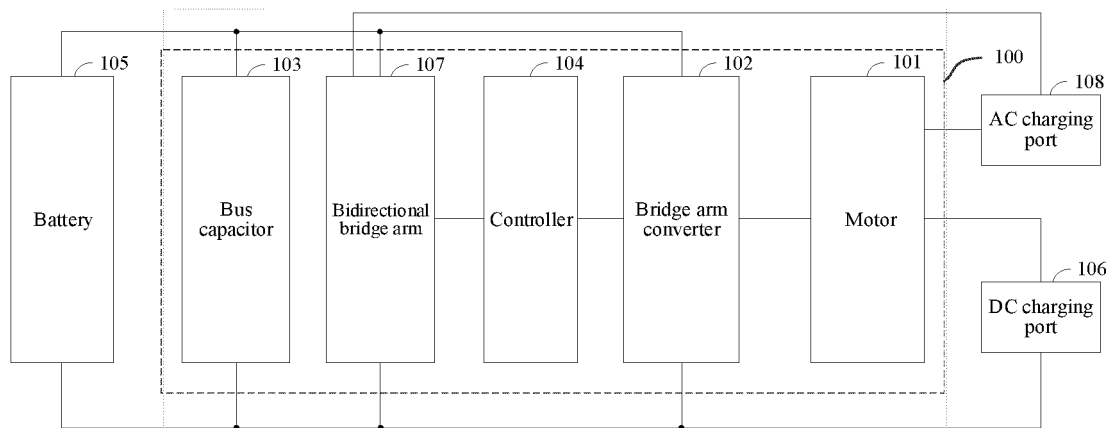 105
103
107
104
102
101
100
108
AC charging
port
Battery
Bus
capacitor
Bidirectional
bridge arm
Controller
Bridge arm
converter
Motor
106
DC charging
port